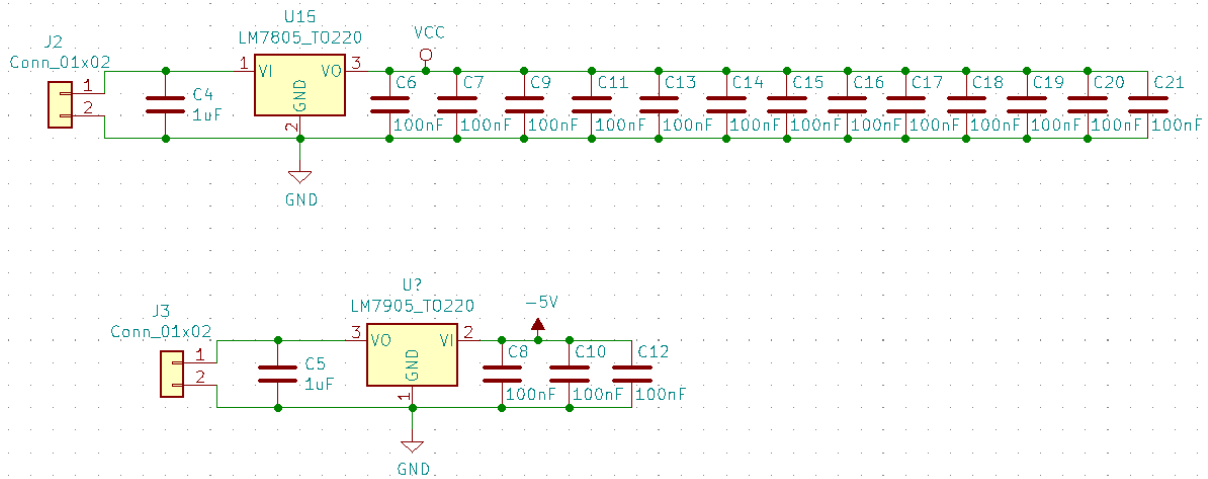 U15
LM7805_TO220
VCC
J2
Conn_01x02
1
2
C4
1uF
1
VI
VO
3
GND
2
GND
C6
100nF
C7
100nF
C9
100nF
C11
100nF
C13
100nF
C14
100nF
C15
100nF
C16
100nF
C17
100nF
C18
100nF
C19
100nF
C20
100nF
C21
100nF
U?
LM7905_TO220
-5V
J3
Conn_01x02
1
2
C5
1uF
3
VO
VI
2
GND
1
GND
C8
100nF
C10
100nF
C12
100nF